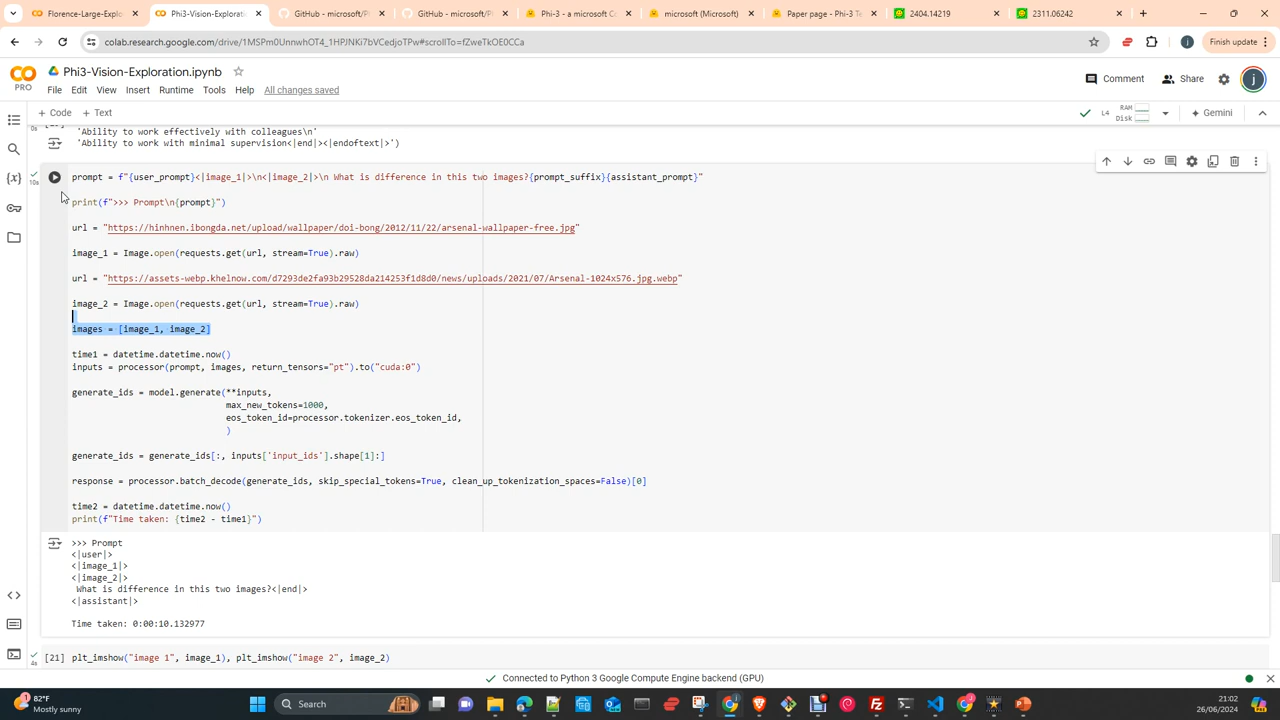 Florence-Large-Explorati
Phi3-Vision-Exploration.
GitHub - microsoft/P
GitHub - microsoft/P
Phi-3 - a microsoft Co
microsoft (Microsoft)
Paper page - Phi-3 Te
2404.14219
2311.06242
colab.research.google.com/drive/1MSPm0UnnwhOT4_1HPJNKi7bVCedjoTPw#scrollTo=fZweTkOE0CCa
j
Finish update
CO
PRO
Phi3-Vision-Exploration.ipynb
Comment
Share
j
File Edit View Insert Runtime Tools Help All changes saved
+ Code + Text
L4
RAM
Disk
Gemini
'Ability to work effectively with colleagues\n'
'Ability to work with minimal supervision<|end|><|endoftext|>')
10s
prompt = f"{user_prompt}<|image_1|>\n<|image_2|>\n What is difference in this two images?{prompt_suffix}{assistant_prompt}"
print(f">>> Prompt\n{prompt}")
url = "https://hinhnen.ibongda.net/upload/wallpaper/doi-bong/2012/11/22/arsenal-wallpaper-free.jpg"
image_1 = Image.open(requests.get(url, stream=True).raw)
url = "https://assets-webp.khelnow.com/d7293de2fa93b29528da214253f1d8d0/news/uploads/2021/07/Arsenal-1024x576.jpg.webp"
image_2 = Image.open(requests.get(url, stream=True).raw)
images = [image_1, image_2]
time1 = datetime.datetime.now()
inputs = processor(prompt, images, return_tensors="pt").to("cuda:0")
generate_ids = model.generate(**inputs,
max_new_tokens=1000,
eos_token_id=processor.tokenizer.eos_token_id,
)
generate_ids = generate_ids[:, inputs['input_ids'].shape[1]:]
response = processor.batch_decode(generate_ids, skip_special_tokens=True, clean_up_tokenization_spaces=False)[0]
time2 = datetime.datetime.now()
print(f"Time taken: {time2 - time1}")
>>> Prompt
<|user|>
<|image_1|>
<|image_2|>
What is difference in this two images?<|end|>
<|assistant|>
Time taken: 0:00:10.132977
4s
[21] plt_imshow("image 1", image_1), plt_imshow("image 2", image_2)
Connected to Python 3 Google Compute Engine backend (GPU)
82°F
Mostly sunny
Search
21:02
26/06/2024